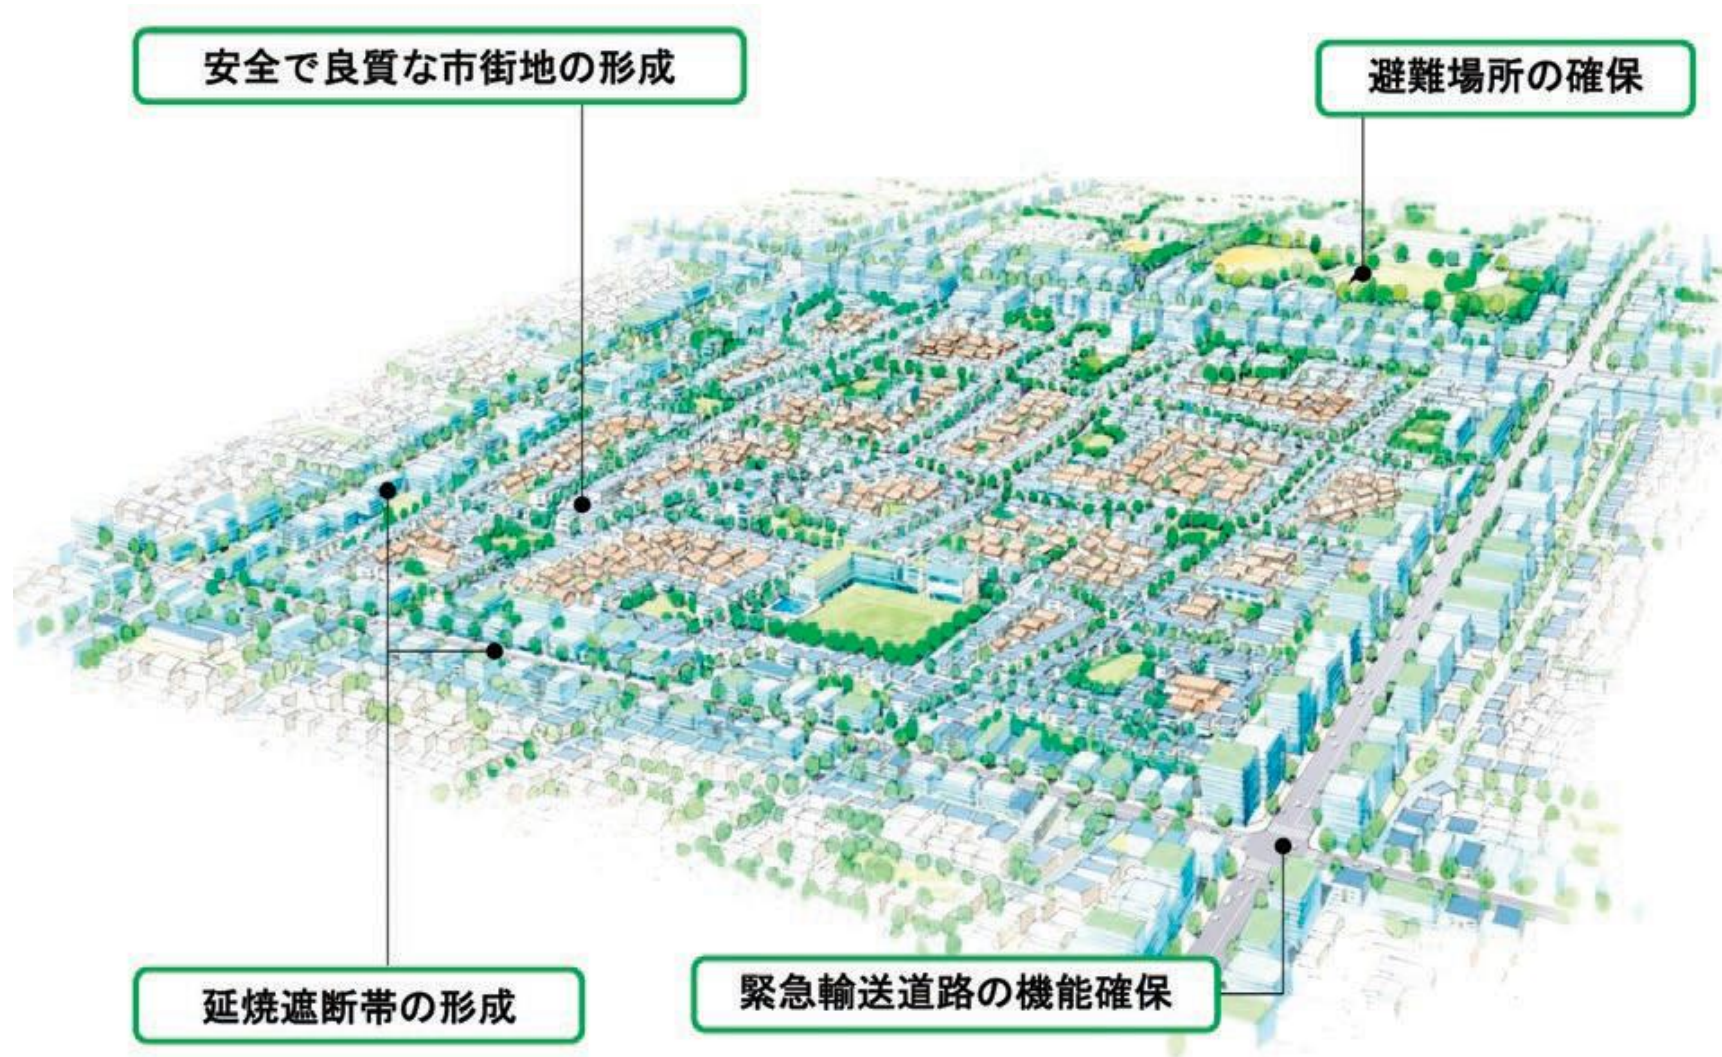 安全で良質な市街地の形成
避難場所の確保
延焼遮断帯の形成
緊急輸送道路の機能確保